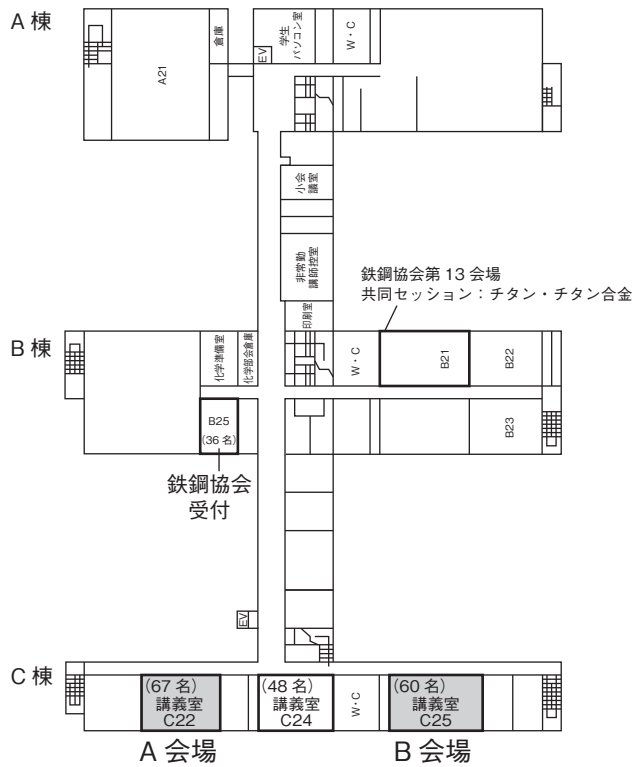 A 棟
A21
倉庫
EV
学生
パソコン室
W・C
小会
議室
非常勤
講師控室
印刷室
鉄鋼協会第 13 会場
共同セッション：チタン・チタン合金
B 棟
化学準備室
化学部会倉庫
W・C
B21
B22
B25
(36 名)
B23
鉄鋼協会
受付
EV
C 棟
(67 名)
講義室
C22
(48 名)
講義室
C24
W・C
(60 名)
講義室
C25
A 会場
B 会場